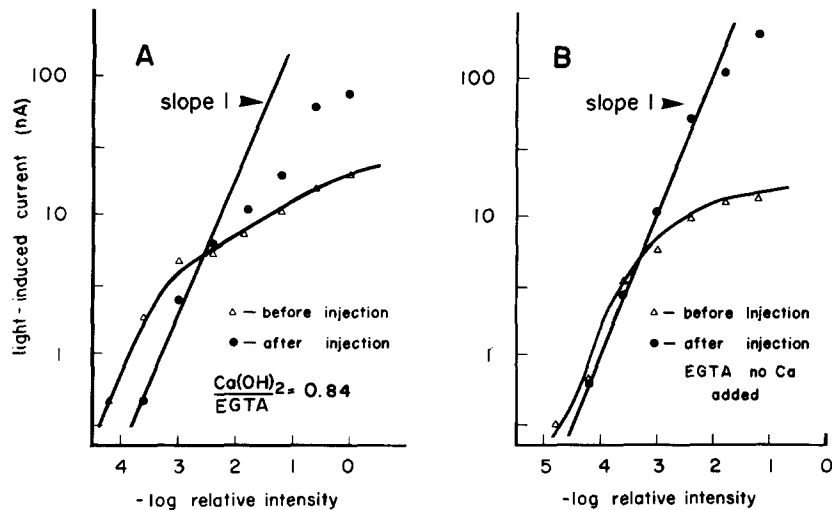 A
B
100
10
1
light-induced current (nA)
slope 1
△ — before injection
● — after injection
Ca(OH)2 = 0.84
EGTA
4 3 2 1 0
-log relative intensity
100
10
1
slope 1
△ — before Injection
● — after injection
EGTA no Ca
added
5 4 3 2 1 0
-log relative intensity